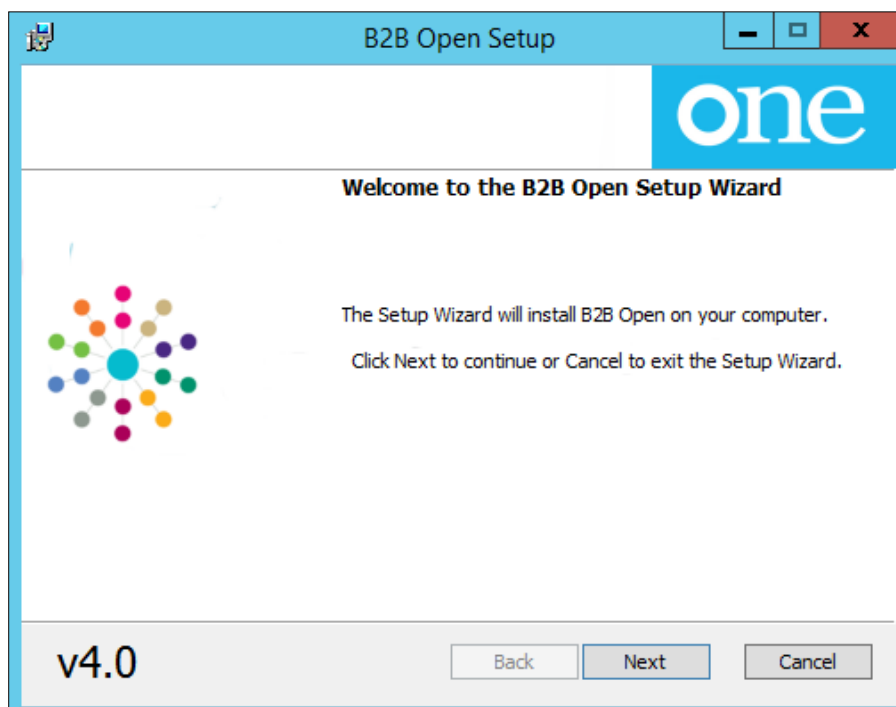 B2B Open Setup
one
Welcome to the B2B Open Setup Wizard
The Setup Wizard will install B2B Open on your computer.
Click Next to continue or Cancel to exit the Setup Wizard.
v4.0
Back Next Cancel